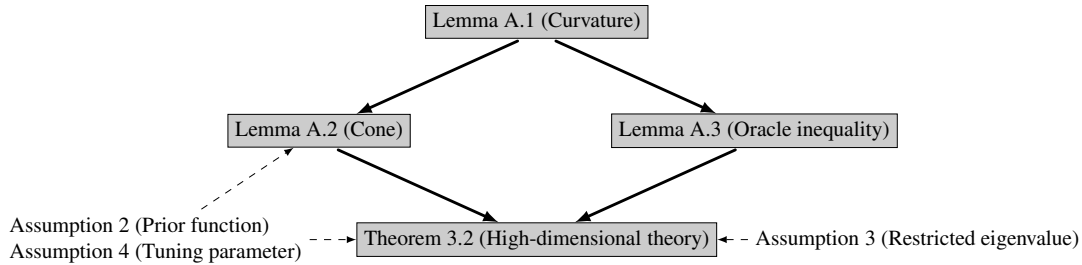 Lemma A.1 (Curvature)
Lemma A.2 (Cone)
Lemma A.3 (Oracle inequality)
Assumption 2 (Prior function)
Assumption 4 (Tuning parameter)
Theorem 3.2 (High-dimensional theory)
Assumption 3 (Restricted eigenvalue)